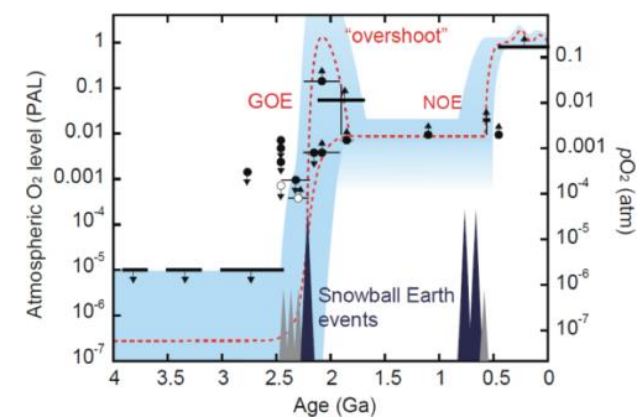 Atmospheric O₂ level (PAL)
1
0.1
0.01
0.001
10⁻⁴
10⁻⁵
10⁻⁶
10⁻⁷
"overshoot"
GOE
NOE
Snowball Earth
events
0.1
0.01
0.001
10⁻⁴
10⁻⁵
10⁻⁶
10⁻⁷
pO₂ (atm)
4 3.5 3 2.5 2 1.5 1 0.5 0
Age (Ga)